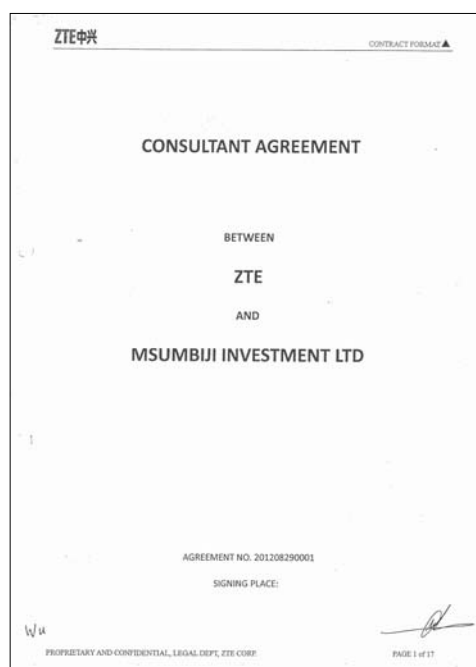 ZTE中兴
CONTRACT FORMAT▲
CONSULTANT AGREEMENT
BETWEEN
ZTE
AND
MSUMBIJI INVESTMENT LTD
AGREEMENT NO. 201208290001
SIGNING PLACE:
Wu
PROPRIETARY AND CONFIDENTIAL, LEGAL DEPT, ZTE CORP.
PAGE 1 of 17